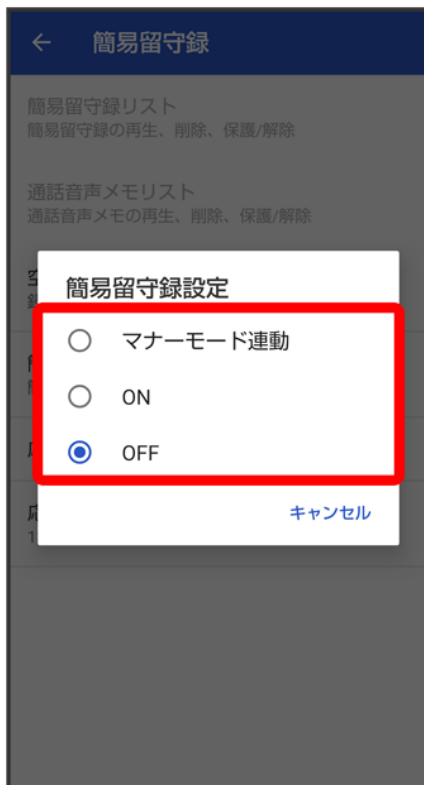 簡易留守録
簡易留守録リスト
簡易留守録の再生、削除、保護/解除
通話音声メモリスト
通話音声メモの再生、削除、保護/解除
簡易留守録設定
マナーモード連動
ON
OFF
キャンセル